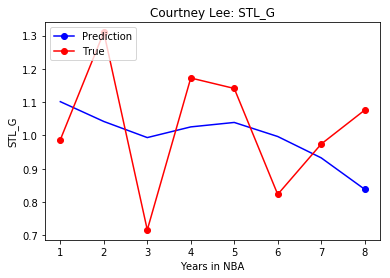 Courtney Lee: STL_G
Prediction
True
1.3
1.2
1.1
1.0
0.9
0.8
0.7
STL_G
1 2 3 4 5 6 7 8
Years in NBA